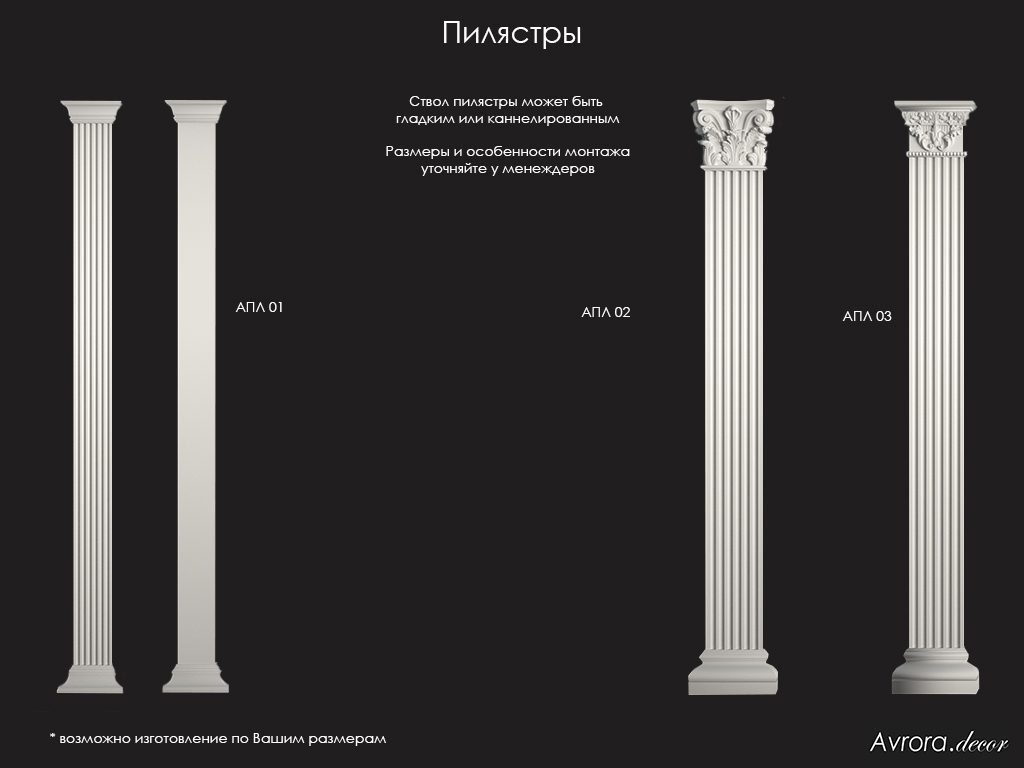 Пилястры
Ствол пилястры может быть
гладким или каннелированным
Размеры и особенности монтажа
уточняйте у менеждеров
АПЛ 01
АПЛ 02
АПЛ 03
* возможно изготовление по Вашим размерам
Avrora.decor